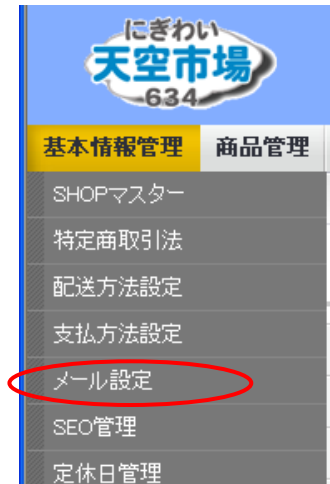 にぎわい
天空市場
634
基本情報管理 商品管理
SHOPマスター
特定商取引法
配送方法設定
支払方法設定
メール設定
SEO管理
定休日管理